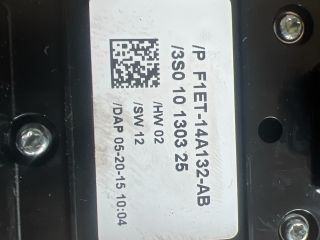 /P F1ET-14A132-AB
/3S0 10 1303 25
/HW 02
/SW 12
/DAP 05-20-15 10:04